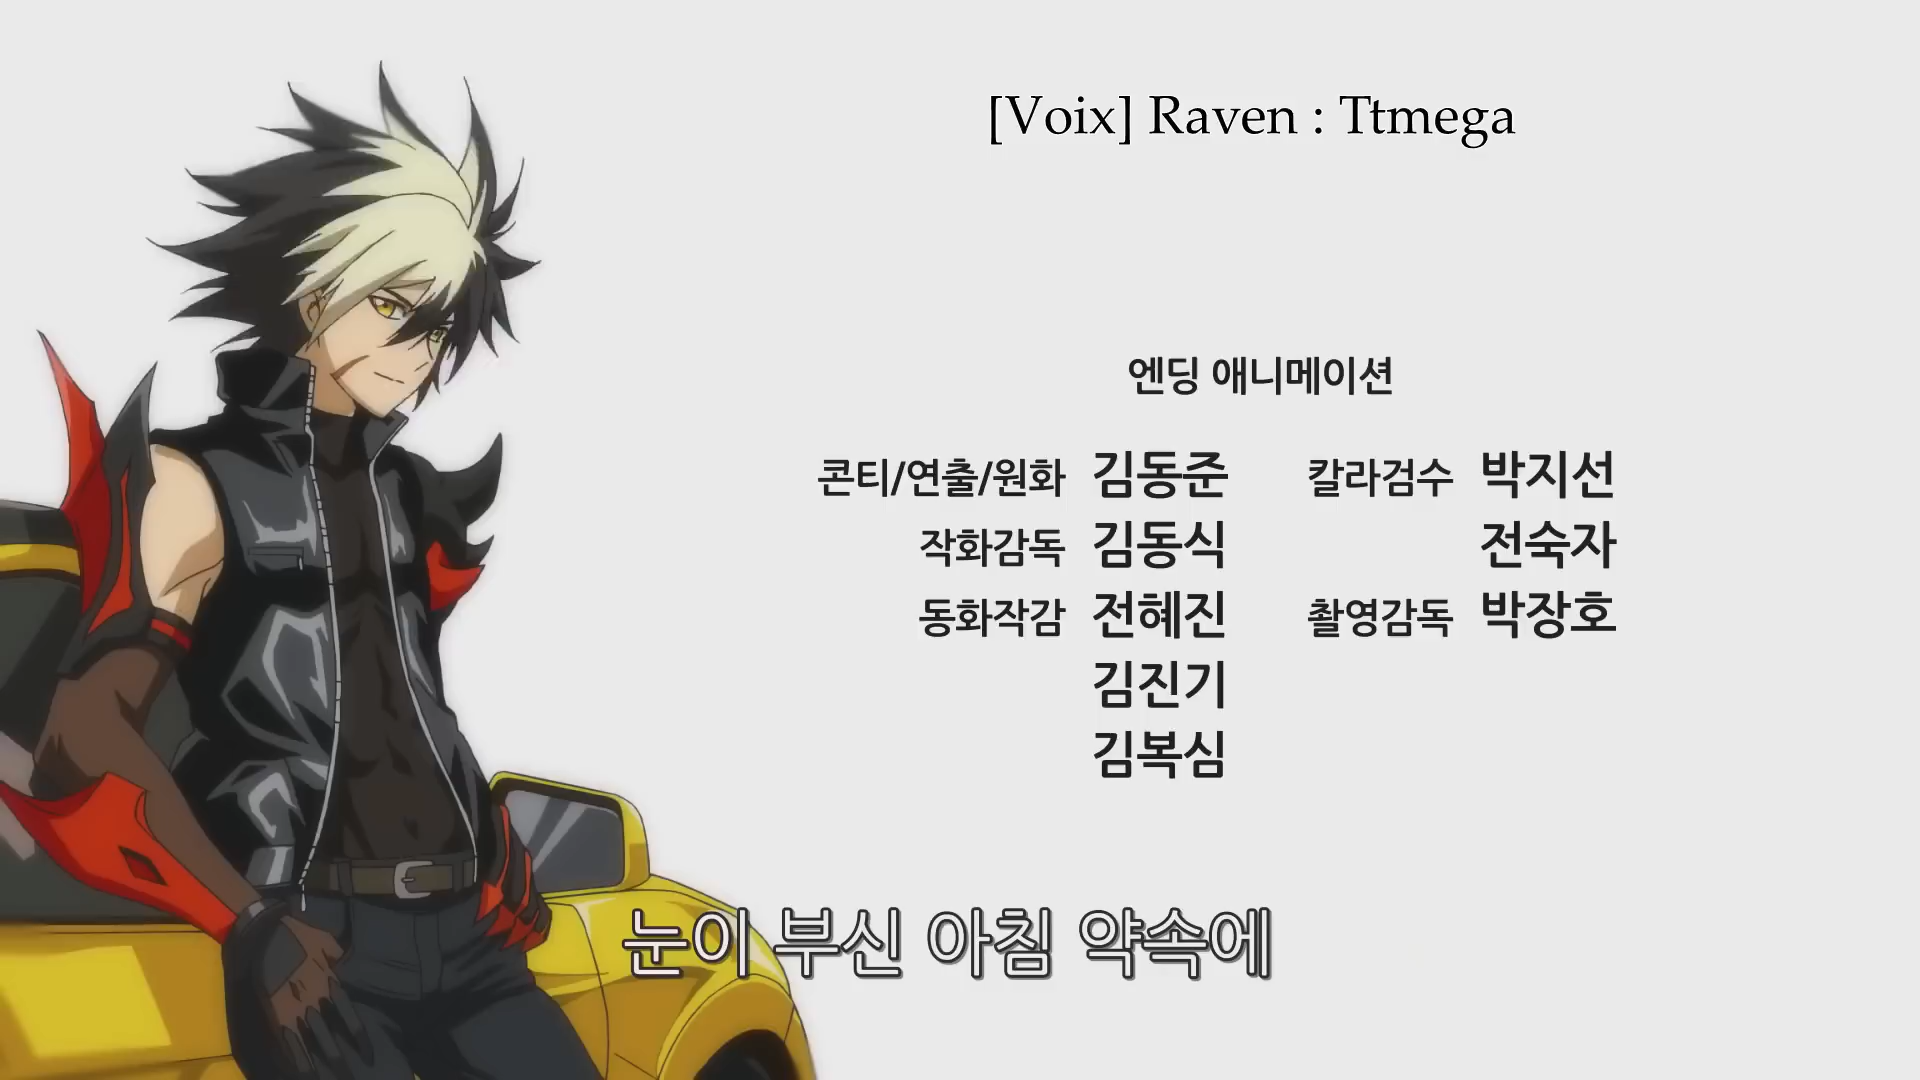 [Voix] Raven : Ttmega
엔딩 애니메이션
콘티/연출/원화 김동준 칼라검수 박지선
작화감독 김동식 전숙자
동화작감 전혜진 촬영감독 박장호
김진기
김복심
눈이 부신 아침 약속에